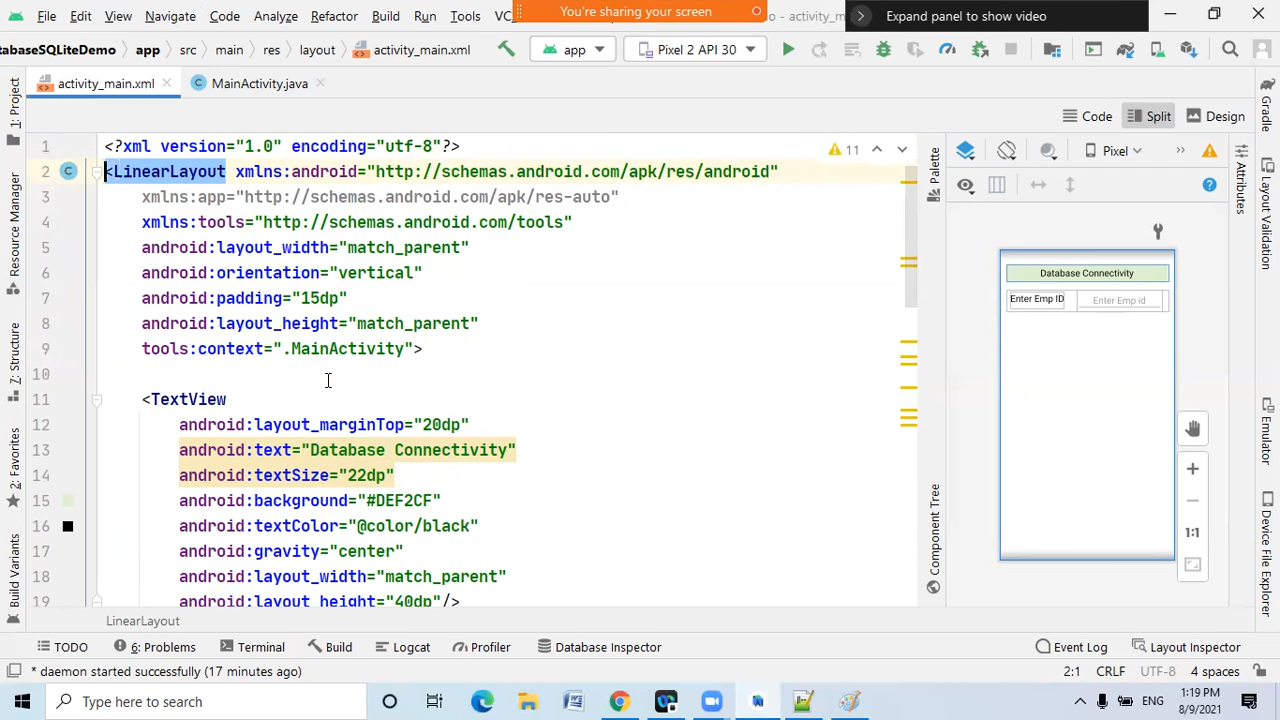 File Edit View Navigate Code Analyze Refactor Build Run Tools VC
You're sharing your screen
Expand panel to show video
atabaseSQLiteDemo app src main res layout activity_main.xml
app
Pixel 2 API 30
activity_main.xml
MainActivity.java
Code Split Design
1 <?xml version="1.0" encoding="utf-8"?>
2 <LinearLayout xmlns:android="http://schemas.android.com/apk/res/android"
3 xmlns:app="http://schemas.android.com/apk/res-auto"
4 xmlns:tools="http://schemas.android.com/tools"
5 android:layout_width="match_parent"
6 android:orientation="vertical"
7 android:padding="15dp"
8 android:layout_height="match_parent"
9 tools:context=".MainActivity">
10
11 <TextView
12 android:layout_marginTop="20dp"
13 android:text="Database Connectivity"
14 android:textSize="22dp"
15 android:background="#DEF2CF"
16 android:textColor="@color/black"
17 android:gravity="center"
18 android:layout_width="match_parent"
19 android:layout_height="40dp"/>
11
LinearLayout
1: Project
Resource Manager
7: Structure
2: Favorites
Build Variants
Palette
Component Tree
Pixel
Database Connectivity
Enter Emp ID
Enter Emp id
1:1
Attributes
Gradle
Layout Validation
Emulator
Device File Explorer
TODO 6: Problems Terminal Build Logcat Profiler Database Inspector Event Log Layout Inspector
* daemon started successfully (17 minutes ago)
2:1 CRLF UTF-8 4 spaces
Type here to search
ENG
1:19 PM
8/9/2021